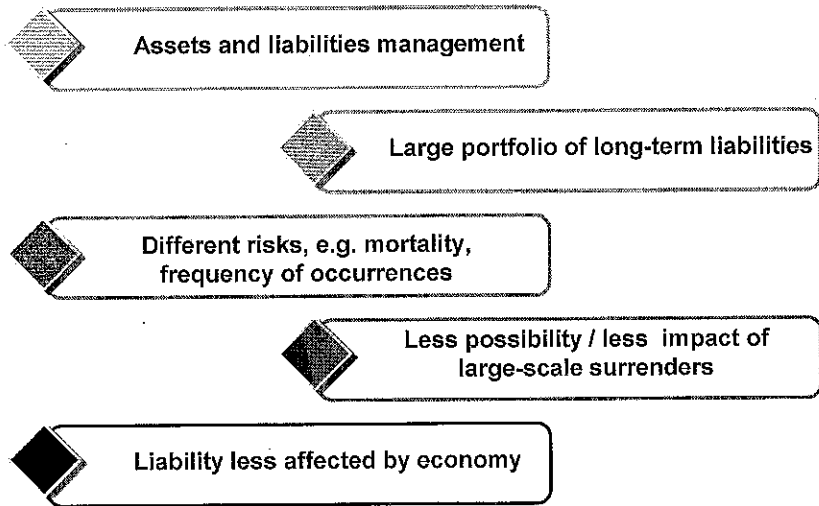 Assets and liabilities management
Large portfolio of long-term liabilities
Different risks, e.g. mortality,
frequency of occurrences
Less possibility / less impact of
large-scale surrenders
Liability less affected by economy